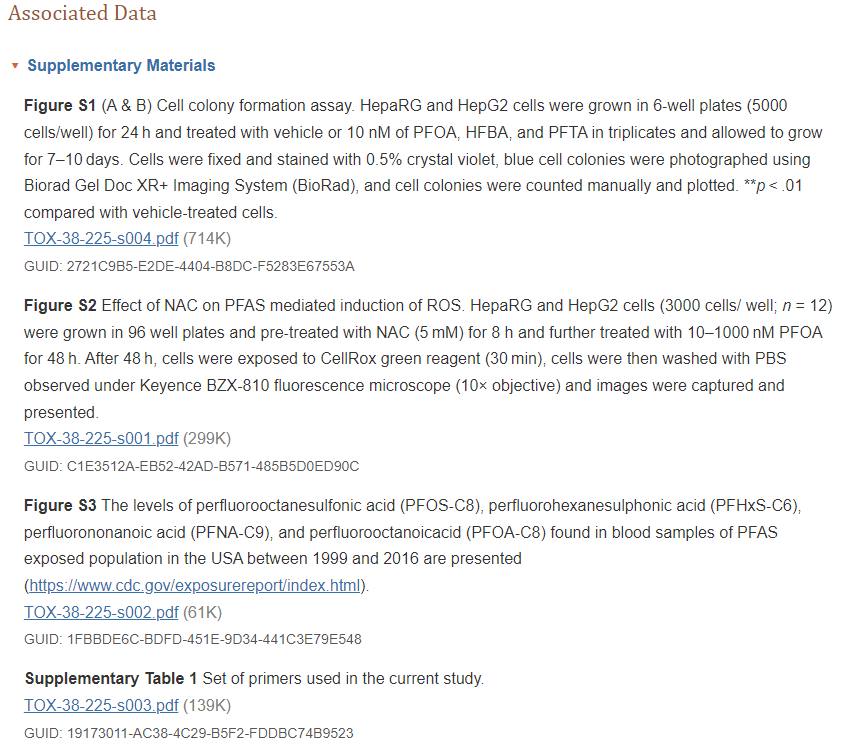 Associated Data
Supplementary Materials
Figure S1 (A & B) Cell colony formation assay. HepaRG and HepG2 cells were grown in 6-well plates (5000
cells/well) for 24 h and treated with vehicle or 10 nM of PFOA, HFBA, and PFTA in triplicates and allowed to grow
for 7–10 days. Cells were fixed and stained with 0.5% crystal violet, blue cell colonies were photographed using
Biorad Gel Doc XR+ Imaging System (BioRad), and cell colonies were counted manually and plotted. **p < .01
compared with vehicle-treated cells.
TOX-38-225-s004.pdf (714K)
GUID: 2721C9B5-E2DE-4404-B8DC-F5283E67553A
Figure S2 Effect of NAC on PFAS mediated induction of ROS. HepaRG and HepG2 cells (3000 cells/ well; n = 12)
were grown in 96 well plates and pre-treated with NAC (5 mM) for 8 h and further treated with 10–1000 nM PFOA
for 48 h. After 48 h, cells were exposed to CellRox green reagent (30 min), cells were then washed with PBS
observed under Keyence BZX-810 fluorescence microscope (10× objective) and images were captured and
presented.
TOX-38-225-s001.pdf (299K)
GUID: C1E3512A-EB52-42AD-B571-485B5D0ED90C
Figure S3 The levels of perfluorooctanesulfonic acid (PFOS-C8), perfluorohexanesulphonic acid (PFHxS-C6),
perfluorononanoic acid (PFNA-C9), and perfluorooctanoicacid (PFOA-C8) found in blood samples of PFAS
exposed population in the USA between 1999 and 2016 are presented
(https://www.cdc.gov/exposurereport/index.html).
TOX-38-225-s002.pdf (61K)
GUID: 1FBBDE6C-BDFD-451E-9D34-441C3E79E548
Supplementary Table 1 Set of primers used in the current study.
TOX-38-225-s003.pdf (139K)
GUID: 19173011-AC38-4C29-B5F2-FDDBC74B9523